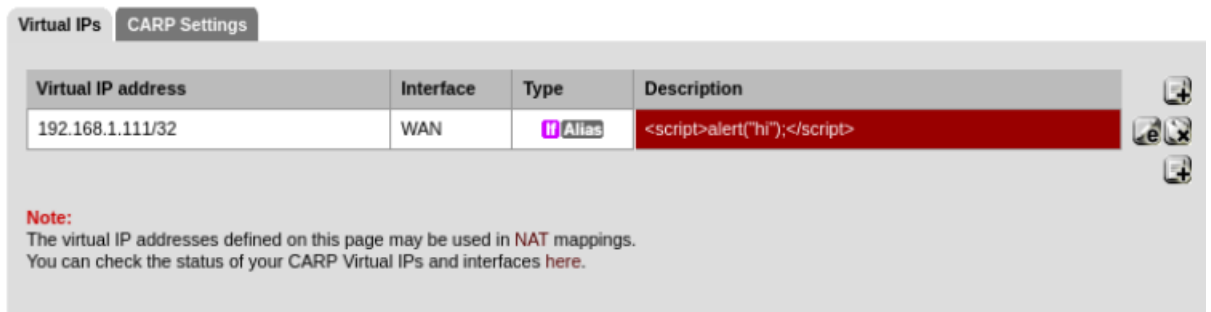 Virtual IPs CARP Settings
Virtual IP address Interface Type Description
192.168.1.111/32 WAN If Alias <script>alert("hi");</script>
e
Note:
The virtual IP addresses defined on this page may be used in NAT mappings.
You can check the status of your CARP Virtual IPs and interfaces here.